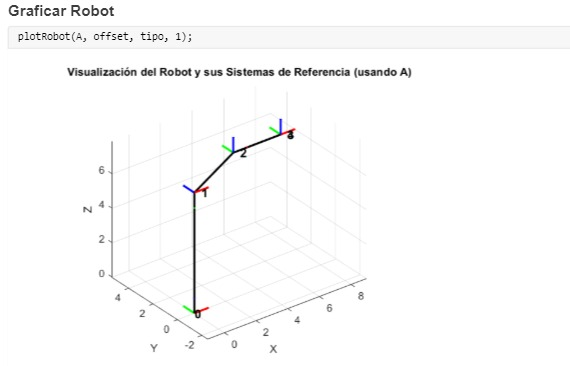 Graficar Robot
plotRobot(A, offset, tipo, 1);
Visualización del Robot y sus Sistemas de Referencia (usando A)
6
4
2
0
Z
4
2
0
-2
Y
0
2
4
6
8
X
0
1
2
3